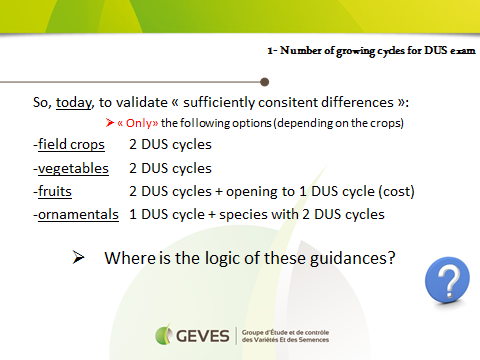 1- Number of growing cycles for DUS exam
So, today, to validate « sufficiently consitent differences »:
➢ « Only» the following options (depending on the crops)
-field crops 2 DUS cycles
-vegetables 2 DUS cycles
-fruits 2 DUS cycles + opening to 1 DUS cycle (cost)
-ornamentals 1 DUS cycle + species with 2 DUS cycles
➢ Where is the logic of these guidances?
?
GEVES
Groupe d'Étude et de contrôle
des Variétés Et des Semences